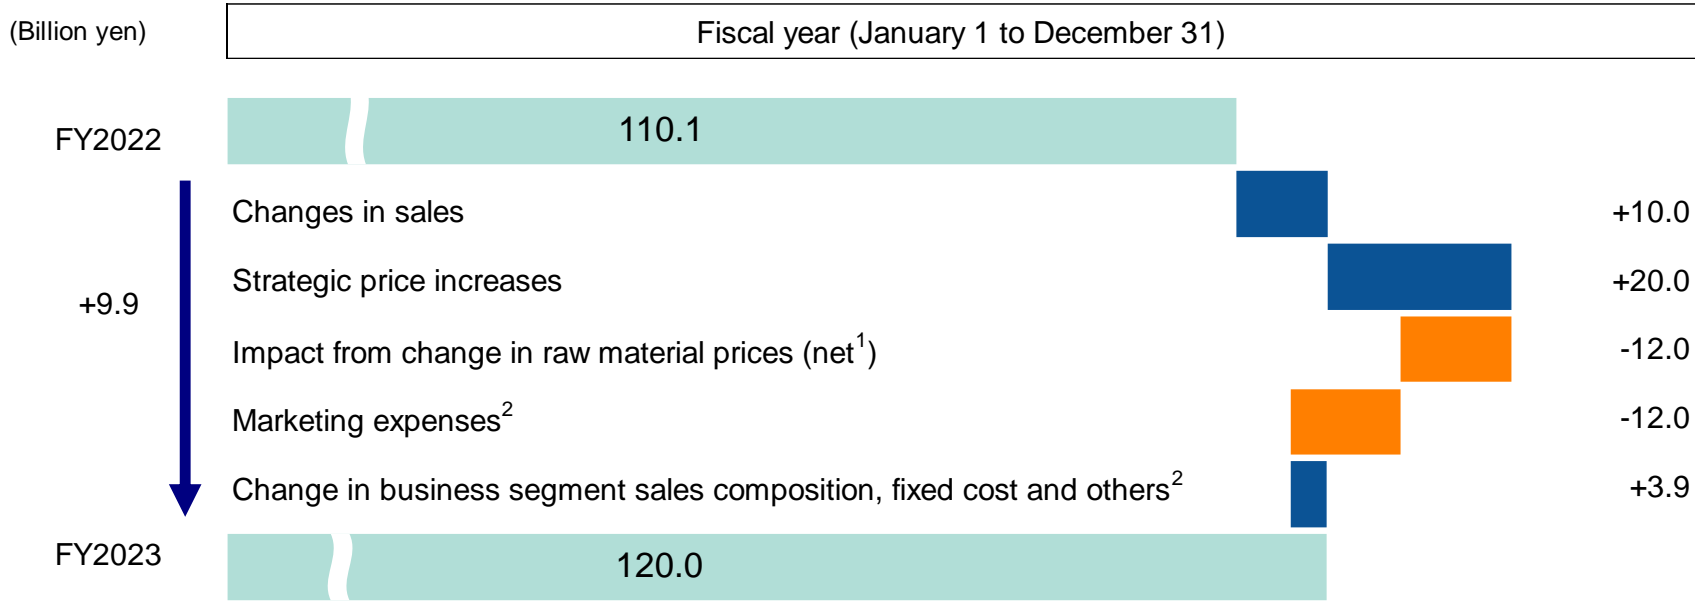 (Billion yen)
Fiscal year (January 1 to December 31)
FY2022
110.1
Changes in sales
+10.0
Strategic price increases
+20.0
+9.9
Impact from change in raw material prices (net1)
-12.0
Marketing expenses2
-12.0
Change in business segment sales composition, fixed cost and others2
+3.9
FY2023
120.0